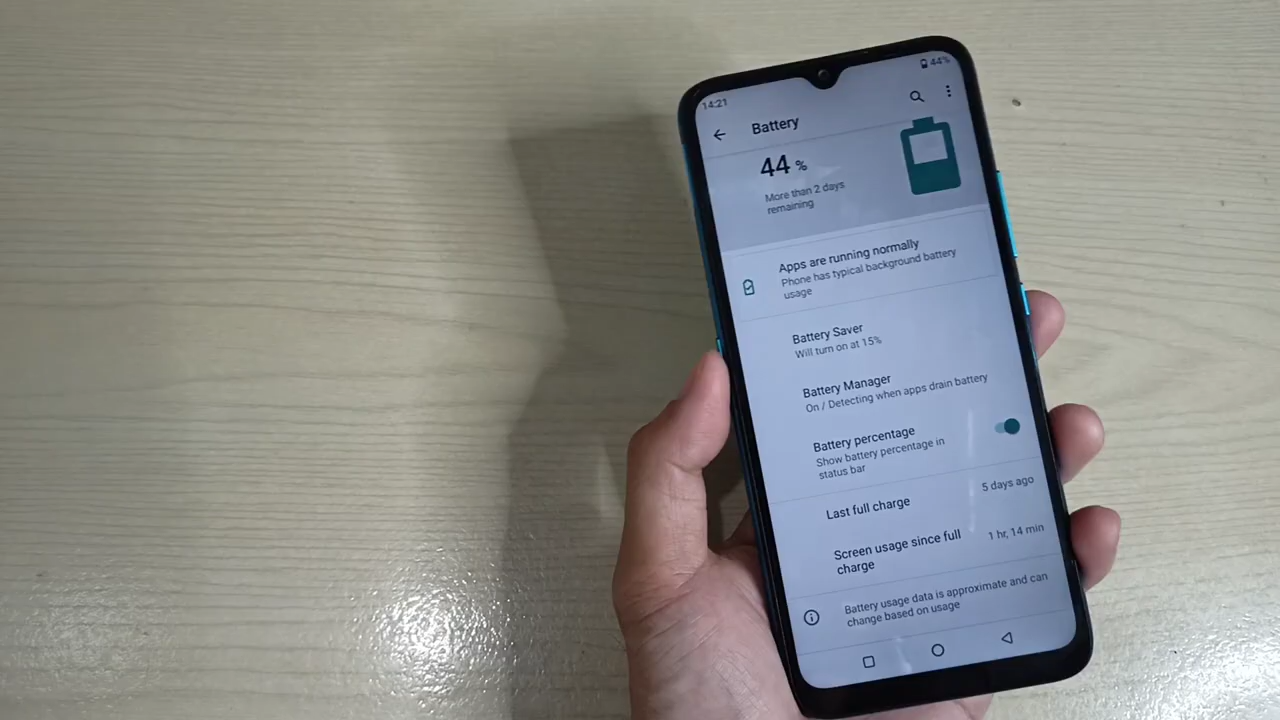 14:21
44%
Battery
44 %
More than 2 days
remaining
Apps are running normally
Phone has typical background battery
usage
Battery Saver
Will turn on at 15%
Battery Manager
On / Detecting when apps drain battery
Battery percentage
Show battery percentage in
status bar
Last full charge
5 days ago
Screen usage since full
charge
1 hr, 14 min
Battery usage data is approximate and can
change based on usage